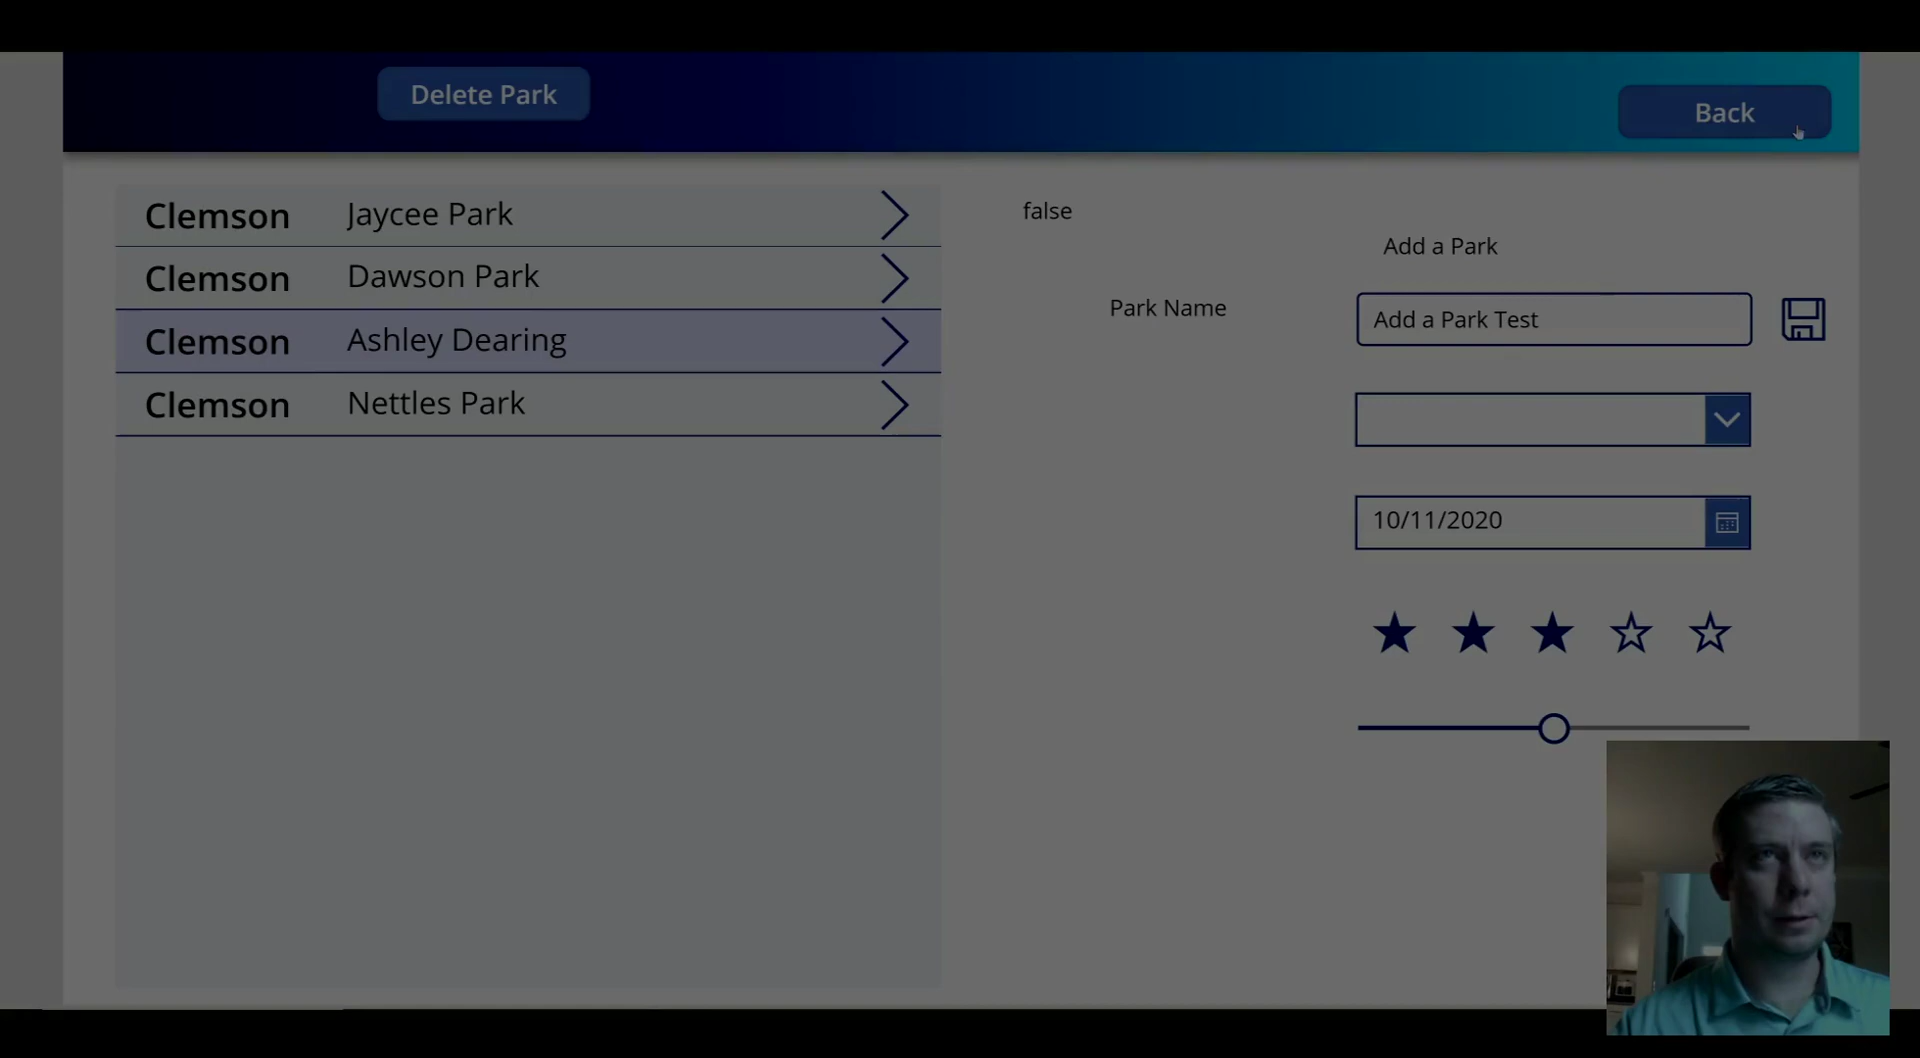 Delete Park
Back
Clemson Jaycee Park
Clemson Dawson Park
Clemson Ashley Dearing
Clemson Nettles Park
false
Add a Park
Park Name
Add a Park Test
10/11/2020